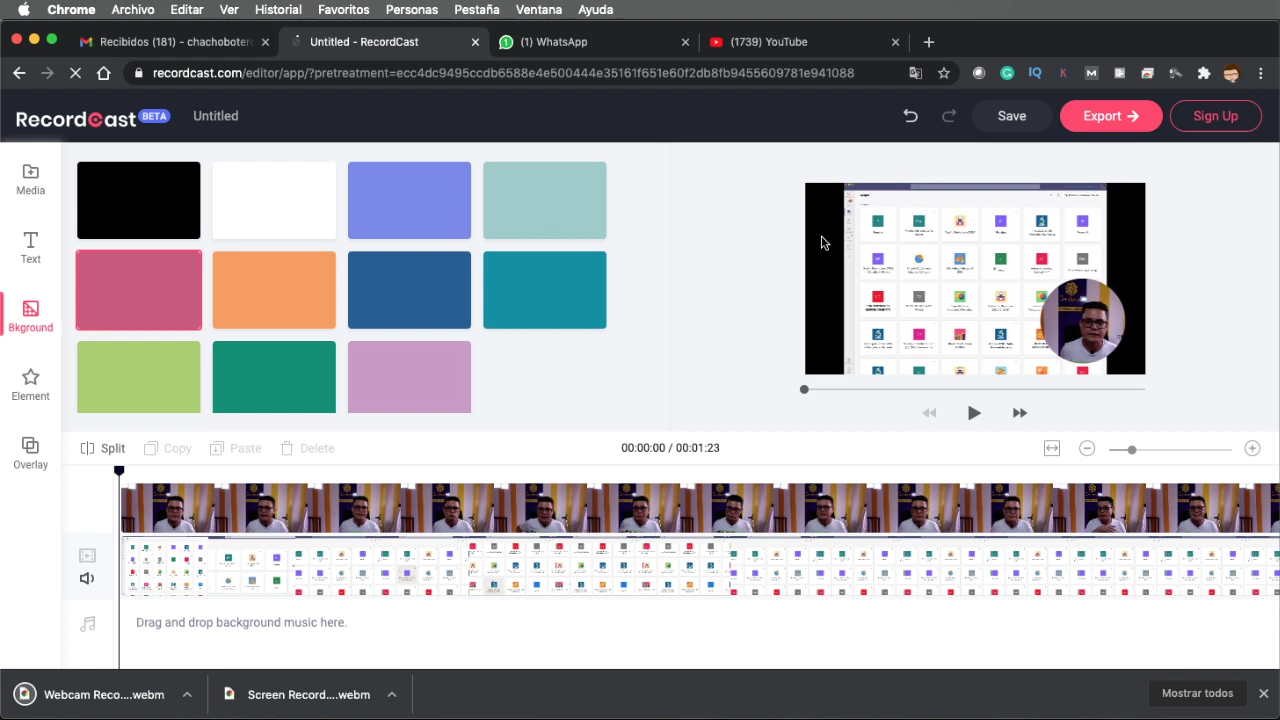 Chrome Archivo Editar Ver Historial Favoritos Personas Pestaña Ventana Ayuda
Recibidos (181) - chachoboter
Untitled - RecordCast
(1) WhatsApp
(1739) YouTube
recordcast.com/editor/app/?pretreatment=ecc4dc9495ccdb6588e4e500444e35161f651e60f2db8fb9455609781e941088
RecordCast BETA
Untitled
Save
Export
Sign Up
Media
Text
Bkground
Element
Overlay
Split
Copy
Paste
Delete
00:00:00 / 00:01:23
Drag and drop background music here.
Webcam Reco....webm
Screen Record....webm
Mostrar todos